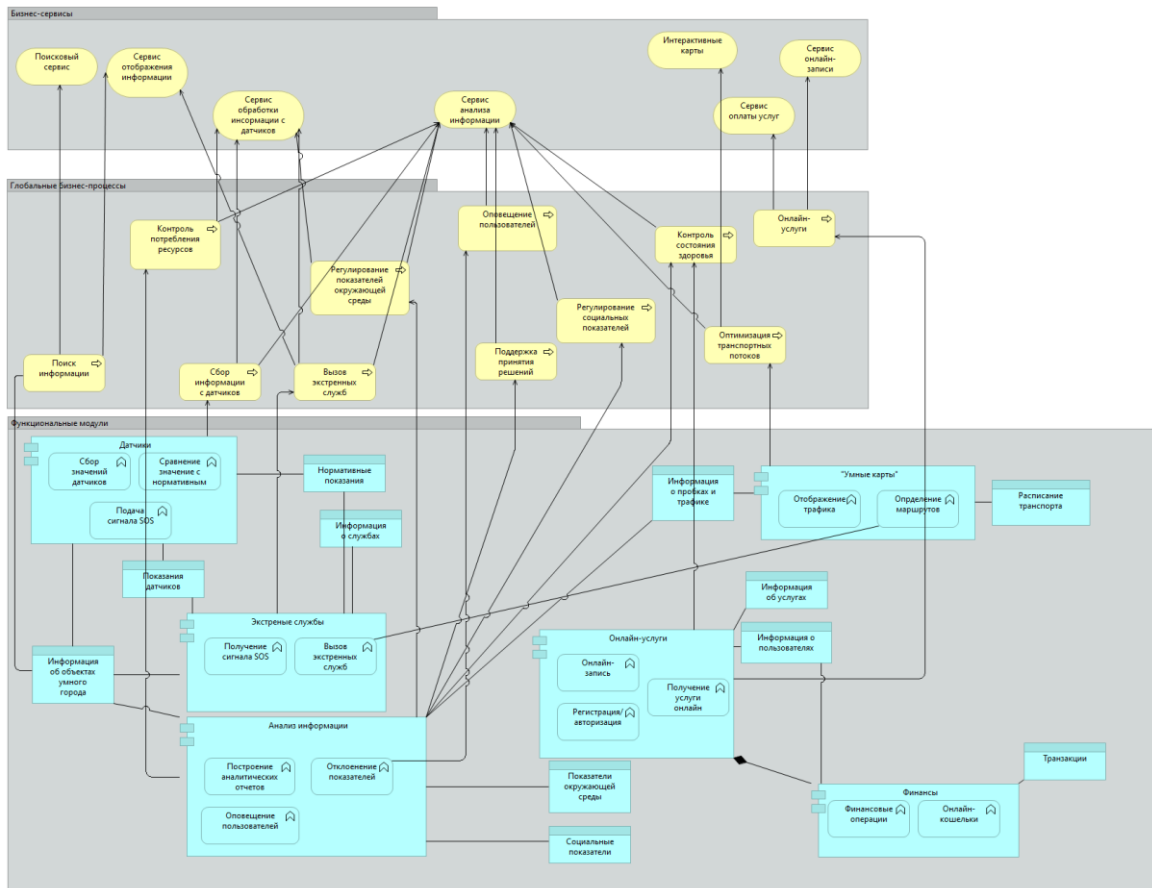 Бизнес-сервисы
Поисковый
сервис
Сервис
отображения
информации
Сервис
обработки
инсормации с
датчиков
Сервис
анализа
информации
Интерактивные
карты
Сервис
онлайн-
записи
Сервис
оплаты услуг
Глобальные бизнес-процессы
Контроль
потребления
ресурсов
Регулирование
показателей
окружающей
среды
Оповещение
пользователей
Контроль
состояния
здоровья
Онлайн-
услуги
Регулирование
социальных
показателей
Оптимизация
транспортных
потоков
Поиск
информации
Сбор
информации
с датчиков
Вызов
экстренных
служб
Поддержка
принятия
решений
Функциональные модули
Датчики
Сбор
значений
датчиков
Сравнение
значение с
нормативным
Подача
сигнала SOS
Нормативные
показания
Информация
о службах
Показания
датчиков
Информация
о пробках и
трафике
"Умные карты"
Отображение
трафика
Опрделение
маршрутов
Расписание
транспорта
Экстреные службы
Получение
сигнала SOS
Вызов
экстренных
служб
Информация
об объектах
умного
города
Информация
об услугах
Информация о
пользователях
Онлайн-услуги
Онлайн-
запись
Получение
услуги
онлайн
Регистрация/
авторизация
Анализ информации
Построение
аналитических
отчетов
Отклоенение
показателей
Оповещение
пользователей
Показатели
окружающей
среды
Социальные
показатели
Транзакции
Финансы
Финансовые
операции
Онлайн-
кошельки